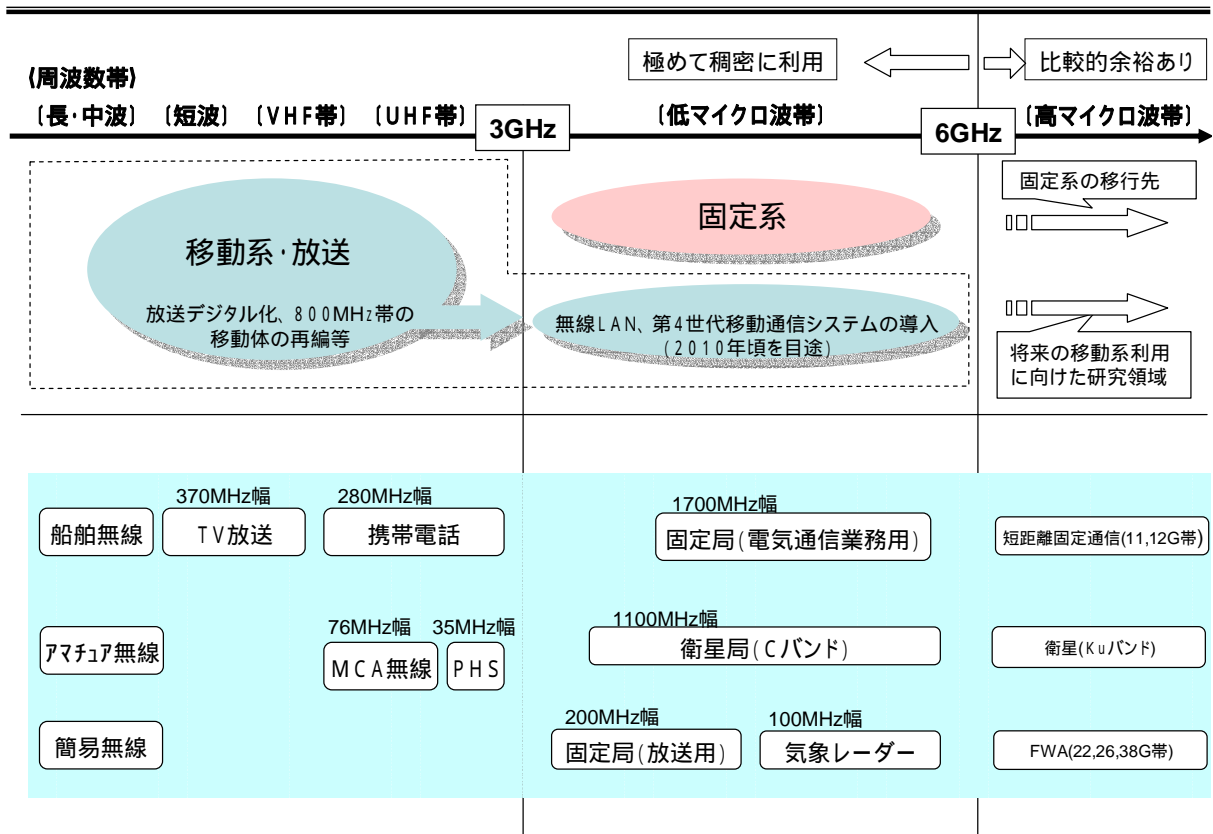 極めて稠密に利用
比較的余裕あり
(周波数帯)
〔長・中波〕 〔短波〕 〔VHF帯〕 〔UHF帯〕 3GHz 〔低マイクロ波帯〕 6GHz 〔高マイクロ波帯〕
固定系の移行先
固定系
移動系・放送
放送デジタル化、800MHz帯の
移動体の再編等
無線LAN、第4世代移動通信システムの導入
(2010年頃を目途)
将来の移動系利用
に向けた研究領域
370MHz幅 280MHz幅 1700MHz幅
船舶無線 TV放送 携帯電話 固定局(電気通信業務用) 短距離固定通信(11,12G帯)
76MHz幅 35MHz幅 1100MHz幅
アマチュア無線 MCA無線 PHS 衛星局(Cバンド) 衛星(Kuバンド)
200MHz幅 100MHz幅
簡易無線 固定局(放送用) 気象レーダー FWA(22,26,38G帯)